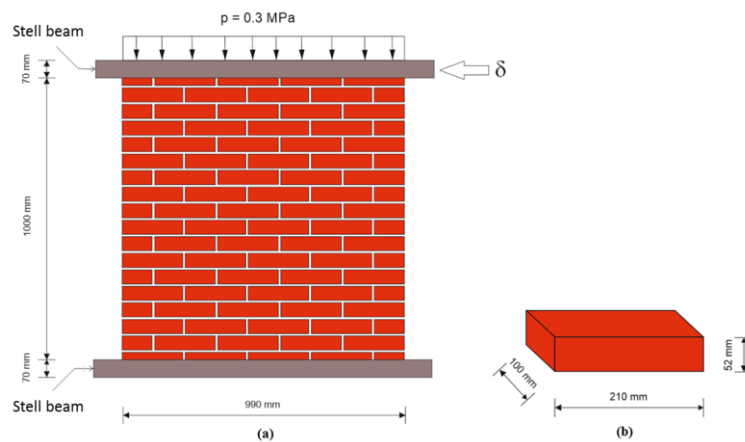 p = 0.3 MPa
Stell beam
δ
70 mm
1000 mm
70 mm
Stell beam
990 mm
(a)
100 mm
210 mm
52 mm
(b)